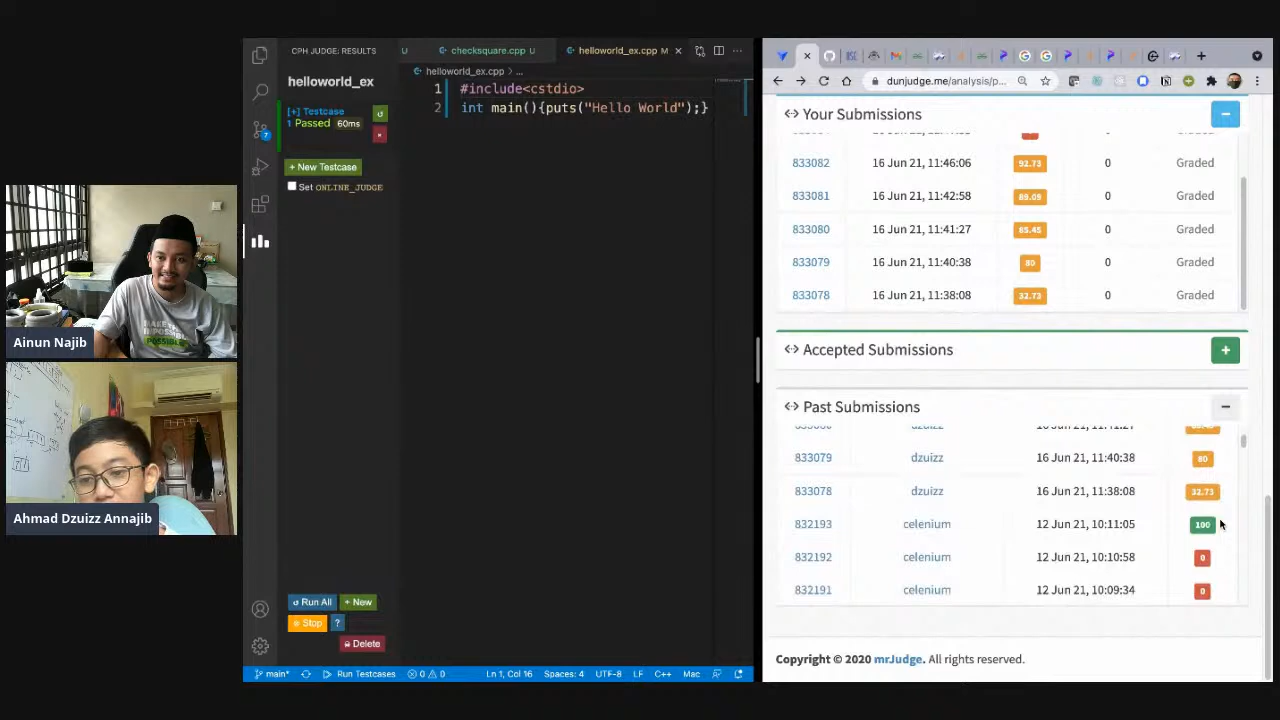 CPH JUDGE: RESULTS
helloworld_ex
[+] Testcase
1 Passed 60ms
+ New Testcase
Set ONLINE_JUDGE
Run All
+ New
Stop
?
Delete
U
checksquare.cpp U
helloworld_ex.cpp M
helloworld_ex.cpp > ...
1 #include<cstdio>
2 int main(){puts("Hello World");}
main*
Run Testcases
0
0
Ln 1, Col 16
Spaces: 4
UTF-8
LF
C++
Mac
Ainun Najib
Ahmad Dzuizz Annajib
MAKE THE
IMPOSSIBLE
POSSIBLE
dunjudge.me/analysis/p...
Your Submissions
833082 16 Jun 21, 11:46:06 92.73 0 Graded
833081 16 Jun 21, 11:42:58 89.09 0 Graded
833080 16 Jun 21, 11:41:27 85.45 0 Graded
833079 16 Jun 21, 11:40:38 80 0 Graded
833078 16 Jun 21, 11:38:08 32.73 0 Graded
Accepted Submissions
Past Submissions
833079 dzuizz 16 Jun 21, 11:40:38 80
833078 dzuizz 16 Jun 21, 11:38:08 32.73
832193 celenium 12 Jun 21, 10:11:05 100
832192 celenium 12 Jun 21, 10:10:58 0
832191 celenium 12 Jun 21, 10:09:34 0
Copyright © 2020 mrJudge. All rights reserved.